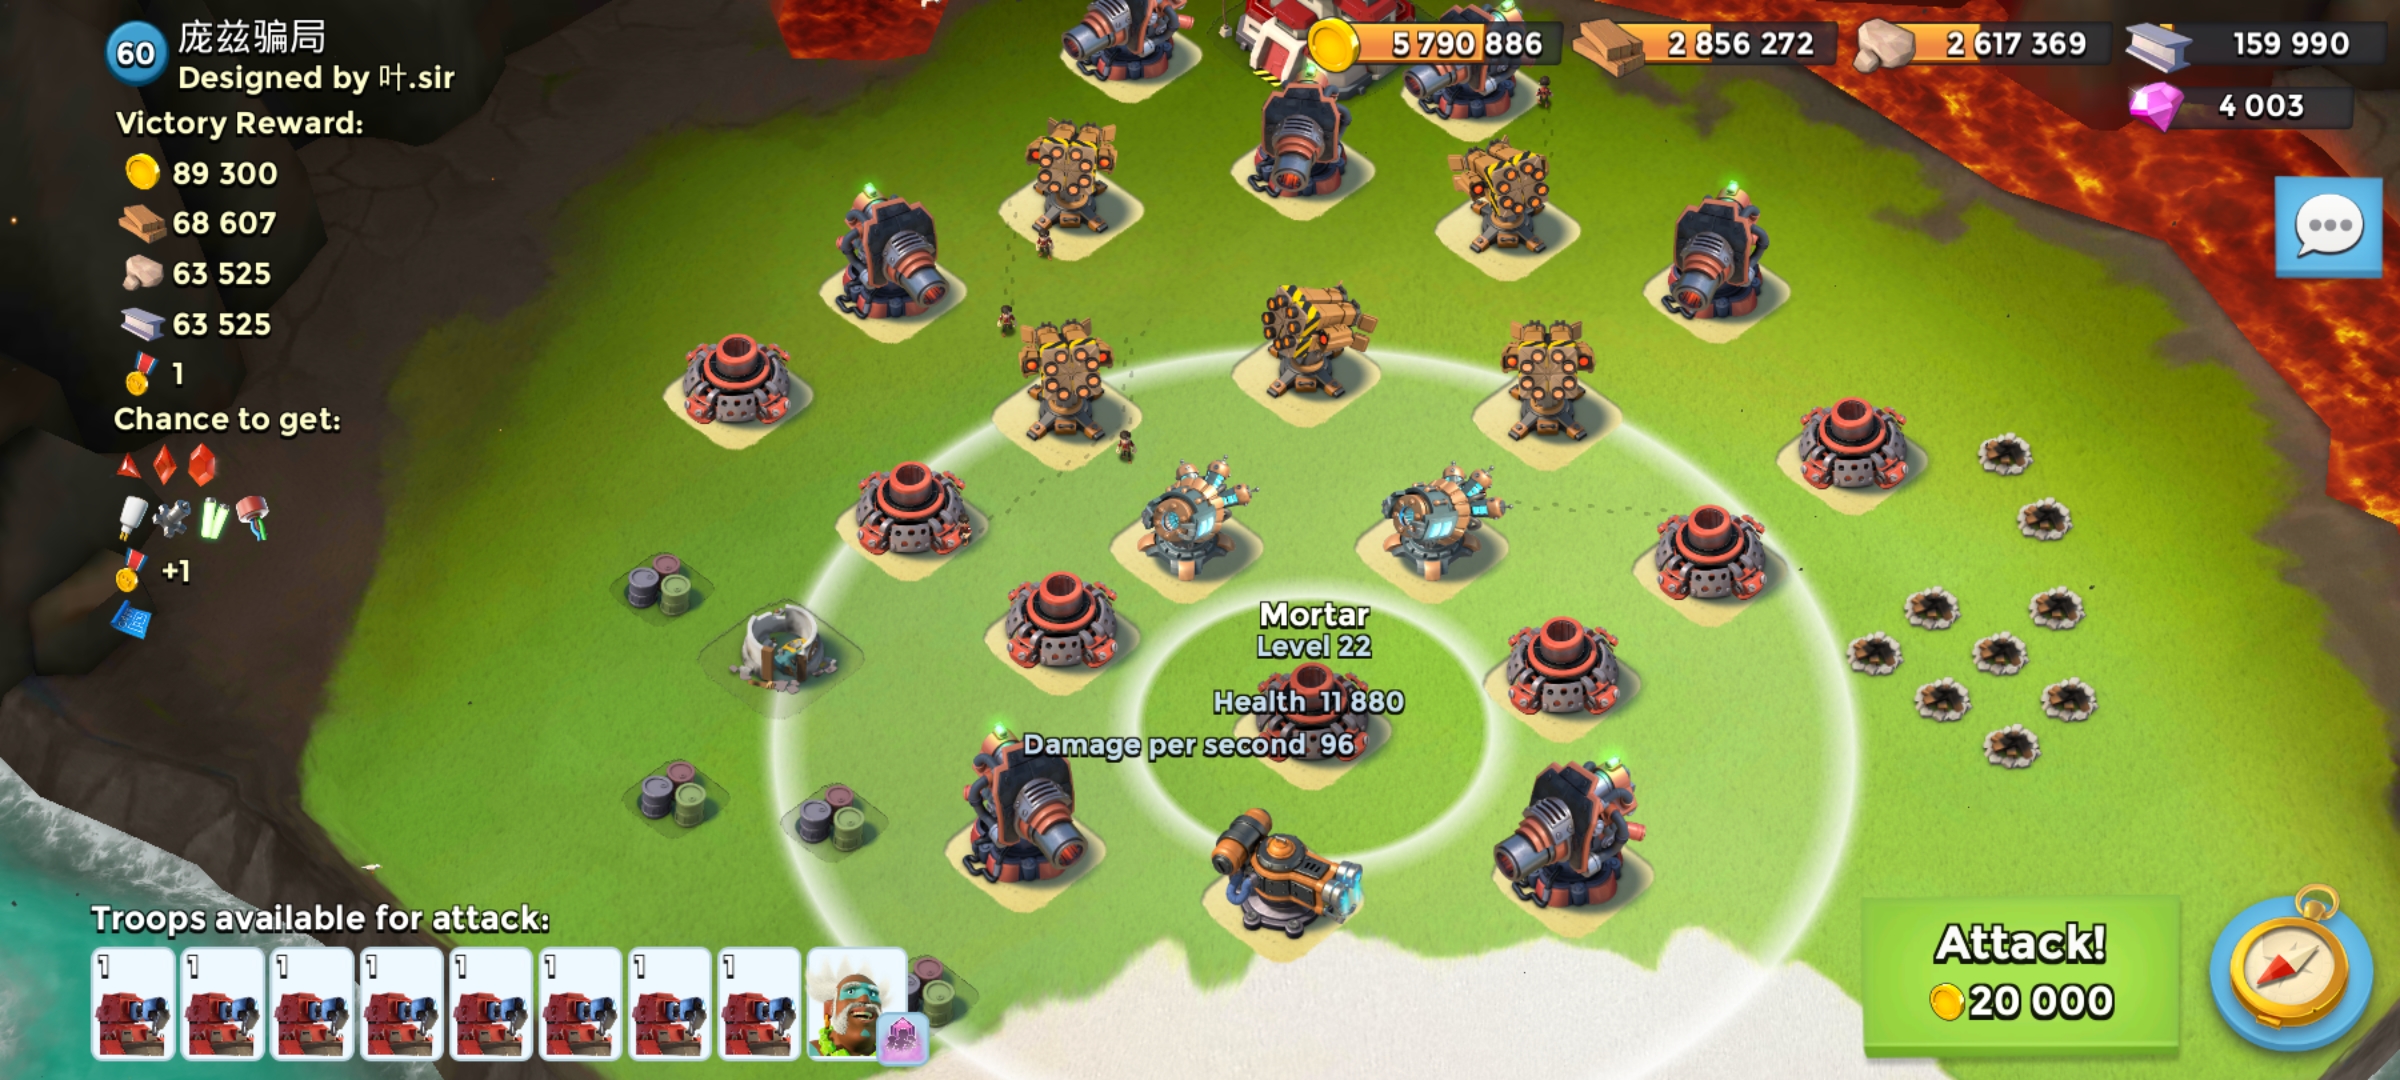 60
庞兹骗局
Designed by 叶.sir
Victory Reward:
89 300
68 607
63 525
63 525
1
Chance to get:
+1
5 790 886
2 856 272
2 617 369
159 990
4 003
Mortar
Level 22
Health 11 880
Damage per second 96
Troops available for attack:
1 1 1 1 1 1 1 1
Attack!
20 000